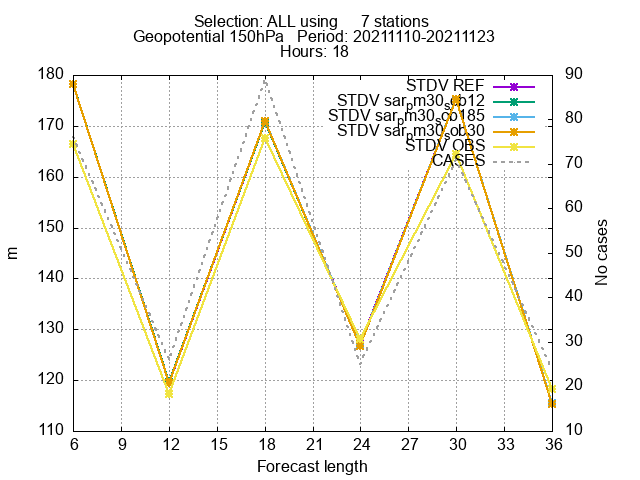 Selection: ALL using 7 stations
Geopotential 150hPa Period: 20211110-20211123
Hours: 18
180 90
STDV REF
STDV sar_pm30_sob12
STDV sar_pm30_sob185
STDV sar_pm30_sob30
STDV OBS
CASES
170 80
160 70
150 60
140 50
130 40
120 30
110 20
10
m
No cases
6 9 12 15 18 21 24 27 30 33 36
Forecast length